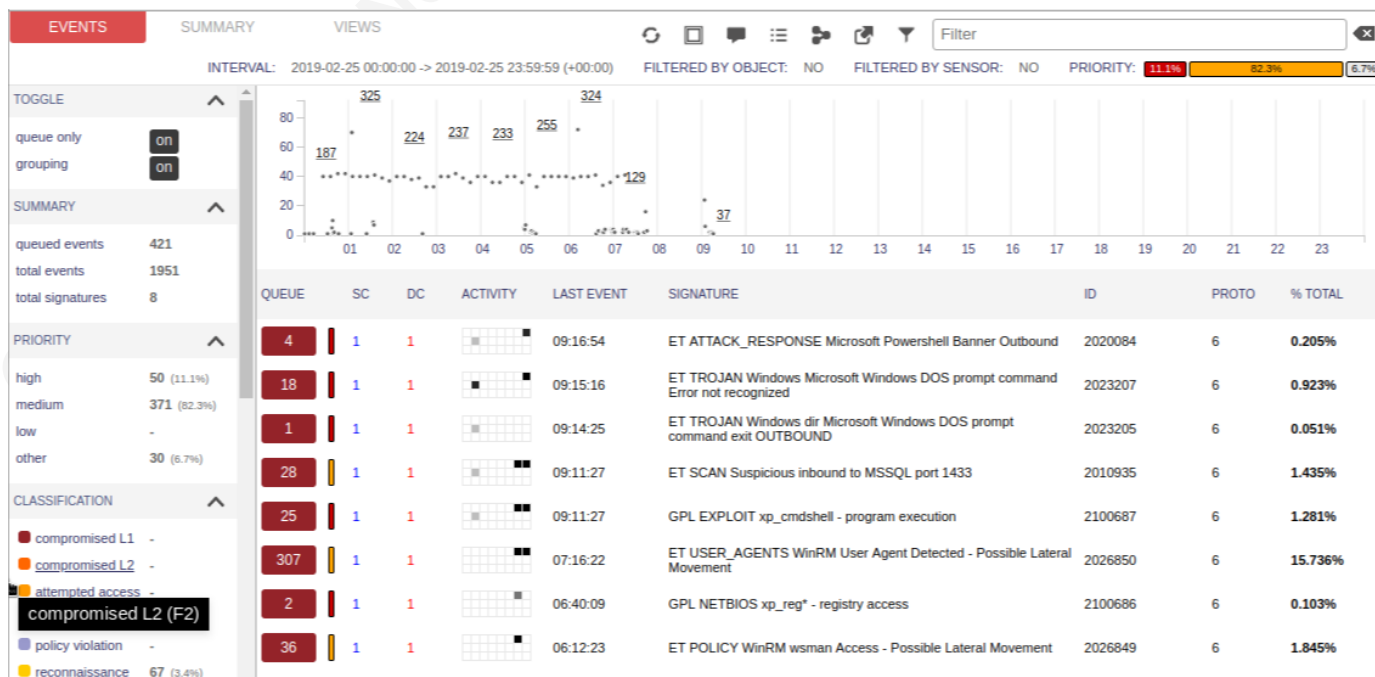 EVENTS SUMMARY VIEWS Filter
INTERVAL: 2019-02-25 00:00:00 -> 2019-02-25 23:59:59 (+00:00) FILTERED BY OBJECT: NO FILTERED BY SENSOR: NO PRIORITY: 11.1% 82.3% 6.7%
TOGGLE
queue only on
grouping on
SUMMARY
queued events 421
total events 1951
total signatures 8
PRIORITY
high 50 (11.1%)
medium 371 (82.3%)
low -
other 30 (6.7%)
CLASSIFICATION
compromised L1 -
compromised L2 -
attempted access -
compromised L2 (F2)
policy violation -
reconnaissance 67 (3.4%)
325 324
80
255
224 237 233
60
187
40
129
20
37
0
01 02 03 04 05 06 07 08 09 10 11 12 13 14 15 16 17 18 19 20 21 22 23
QUEUE SC DC ACTIVITY LAST EVENT SIGNATURE ID PROTO % TOTAL
4 1 1 09:16:54 ET ATTACK_RESPONSE Microsoft Powershell Banner Outbound 2020084 6 0.205%
18 1 1 09:15:16 ET TROJAN Windows Microsoft Windows DOS prompt command 2023207 6 0.923%
Error not recognized
1 1 1 09:14:25 ET TROJAN Windows dir Microsoft Windows DOS prompt 2023205 6 0.051%
command exit OUTBOUND
28 1 1 09:11:27 ET SCAN Suspicious inbound to MSSQL port 1433 2010935 6 1.435%
25 1 1 09:11:27 GPL EXPLOIT xp_cmdshell - program execution 2100687 6 1.281%
307 1 1 07:16:22 ET USER_AGENTS WinRM User Agent Detected - Possible Lateral 2026850 6 15.736%
Movement
2 1 1 06:40:09 GPL NETBIOS xp_reg* - registry access 2100686 6 0.103%
36 1 1 06:12:23 ET POLICY WinRM wsman Access - Possible Lateral Movement 2026849 6 1.845%